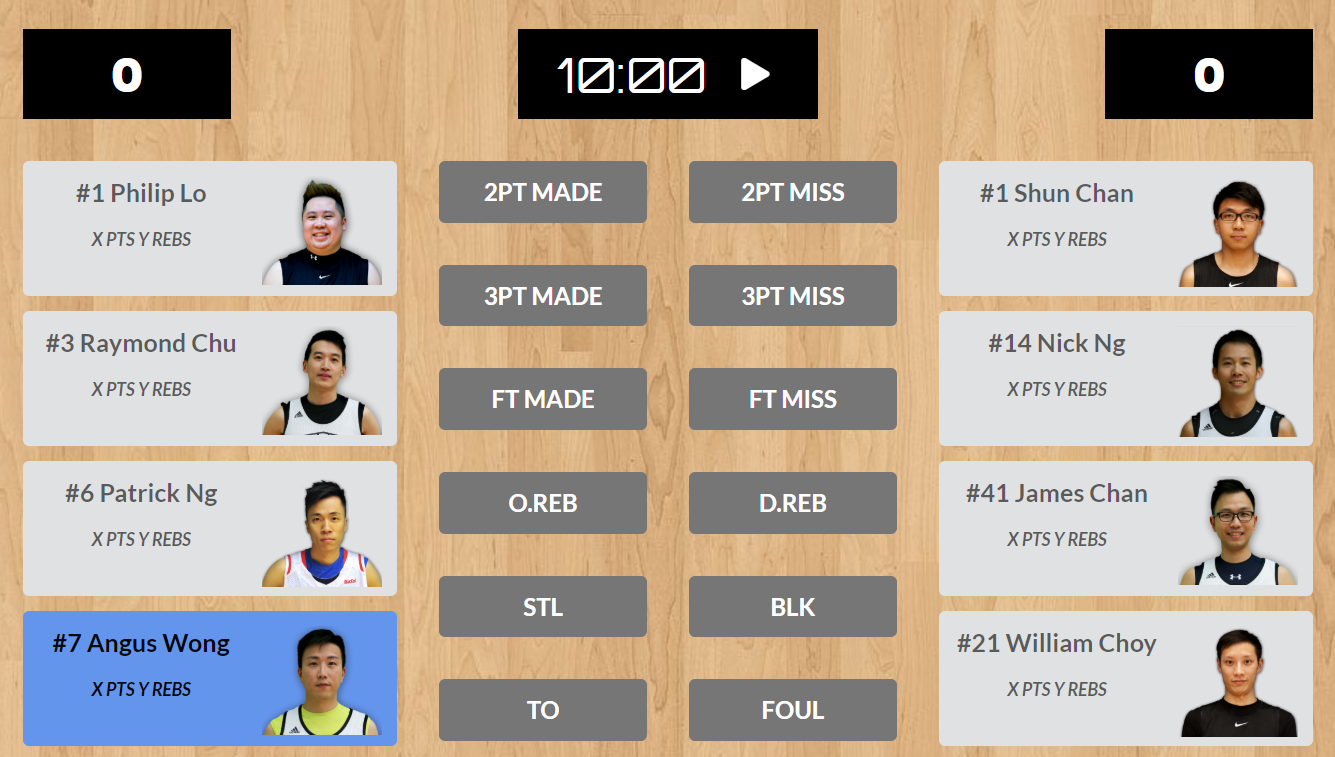 0
10:00
0
#1 Philip Lo
X PTS Y REBS
#3 Raymond Chu
X PTS Y REBS
#6 Patrick Ng
X PTS Y REBS
#7 Angus Wong
X PTS Y REBS
2PT MADE
2PT MISS
3PT MADE
3PT MISS
FT MADE
FT MISS
O.REB
D.REB
STL
BLK
TO
FOUL
#1 Shun Chan
X PTS Y REBS
#14 Nick Ng
X PTS Y REBS
#41 James Chan
X PTS Y REBS
#21 William Choy
X PTS Y REBS